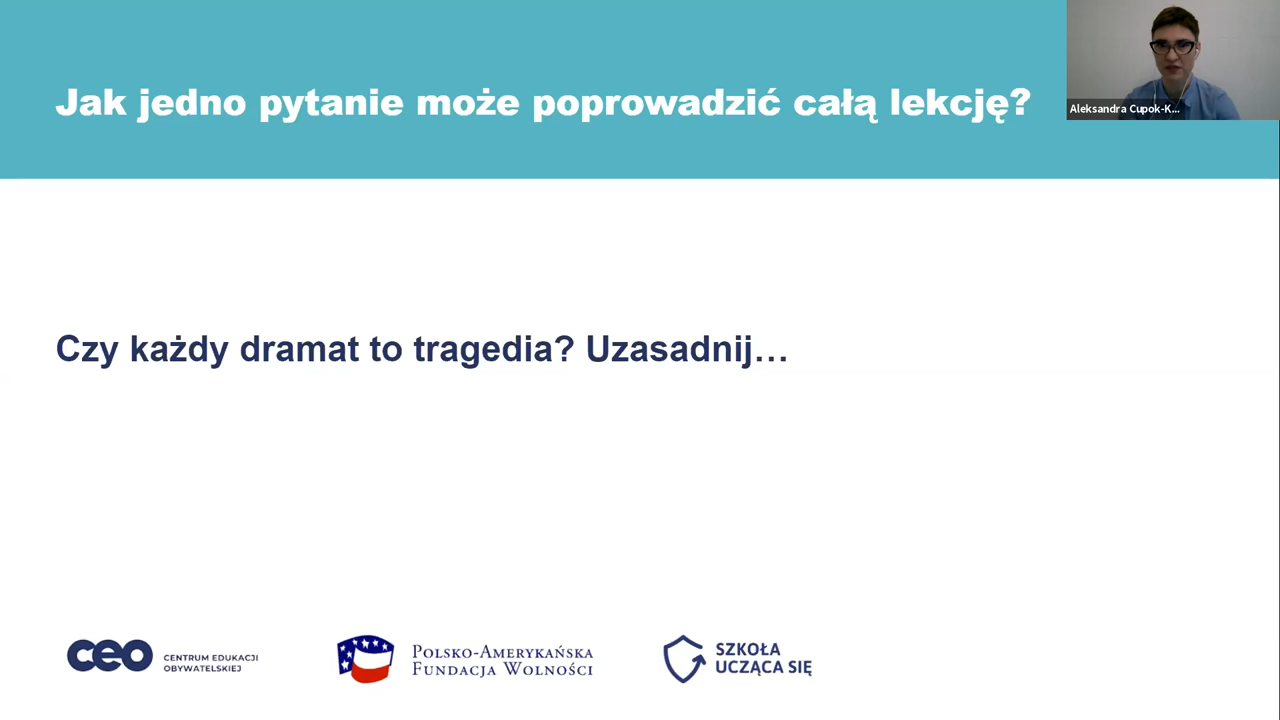 Jak jedno pytanie może poprowadzić całą lekcję?
Aleksandra Cupok-K...
Czy każdy dramat to tragedia? Uzasadnij…
ceo CENTRUM EDUKACJI
OBYWATELSKIEJ
POLSKO-AMERYKAŃSKA
FUNDACJA WOLNOŚCI
SZKOŁA
UCZĄCA SIĘ